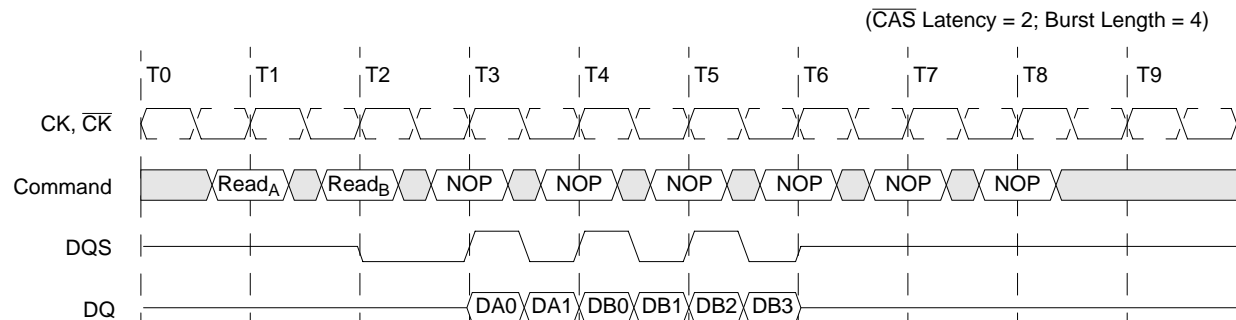 (CAS Latency = 2; Burst Length = 4)
T0 T1 T2 T3 T4 T5 T6 T7 T8 T9
CK, CK
Command ReadA ReadB NOP NOP NOP NOP NOP NOP
DQS
DQ DA0 DA1 DB0 DB1 DB2 DB3